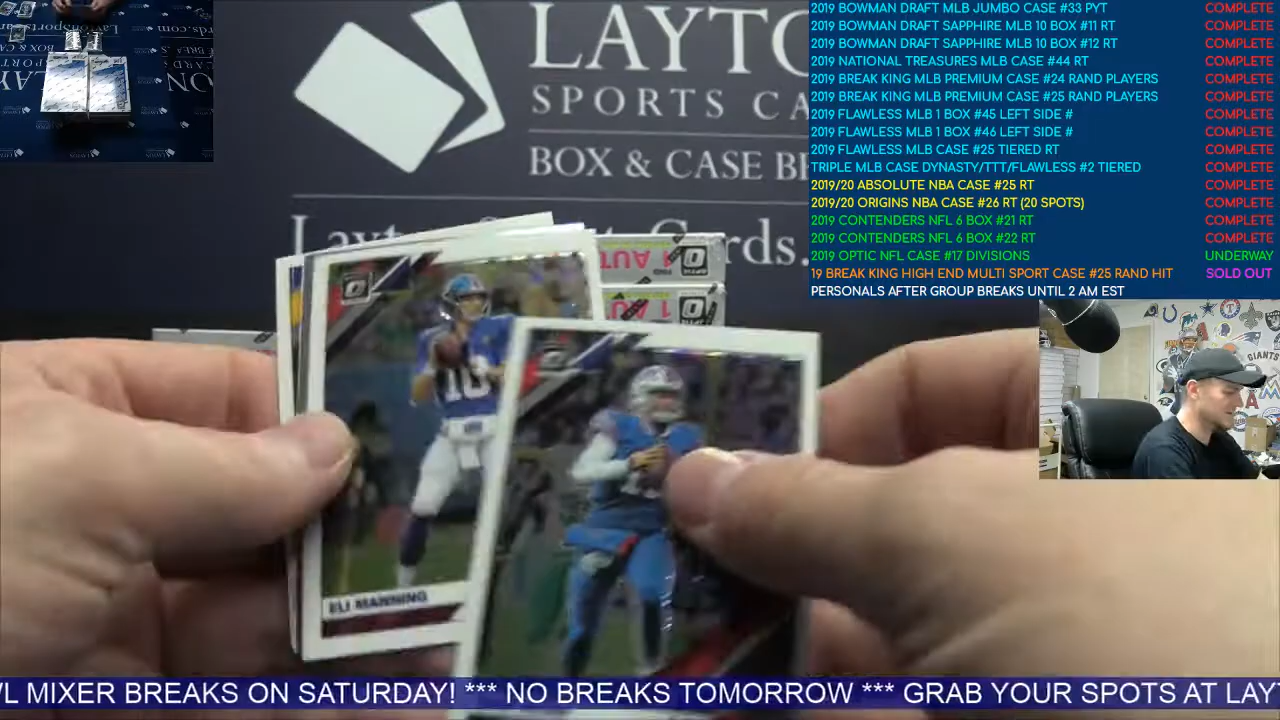 LAYTO
SPORTS CA
BOX & CASE BR
rds.
ELI MANNING
10
2019 BOWMAN DRAFT MLB JUMBO CASE #33 PYT COMPLETE
2019 BOWMAN DRAFT SAPPHIRE MLB 10 BOX #11 RT COMPLETE
2019 BOWMAN DRAFT SAPPHIRE MLB 10 BOX #12 RT COMPLETE
2019 NATIONAL TREASURES MLB CASE #44 RT COMPLETE
2019 BREAK KING MLB PREMIUM CASE #24 RAND PLAYERS COMPLETE
2019 BREAK KING MLB PREMIUM CASE #25 RAND PLAYERS COMPLETE
2019 FLAWLESS MLB 1 BOX #45 LEFT SIDE # COMPLETE
2019 FLAWLESS MLB 1 BOX #46 LEFT SIDE # COMPLETE
2019 FLAWLESS MLB CASE #25 TIERED RT COMPLETE
TRIPLE MLB CASE DYNASTY/TTT/FLAWLESS #2 TIERED COMPLETE
2019/20 ABSOLUTE NBA CASE #25 RT COMPLETE
2019/20 ORIGINS NBA CASE #26 RT (20 SPOTS) COMPLETE
2019 CONTENDERS NFL 6 BOX #21 RT COMPLETE
2019 CONTENDERS NFL 6 BOX #22 RT COMPLETE
2019 OPTIC NFL CASE #17 DIVISIONS UNDERWAY
19 BREAK KING HIGH END MULTI SPORT CASE #25 RAND HIT SOLD OUT
PERSONALS AFTER GROUP BREAKS UNTIL 2 AM EST
GIANTS
VL MIXER BREAKS ON SATURDAY! *** NO BREAKS TOMORROW *** GRAB YOUR SPOTS AT LAYT